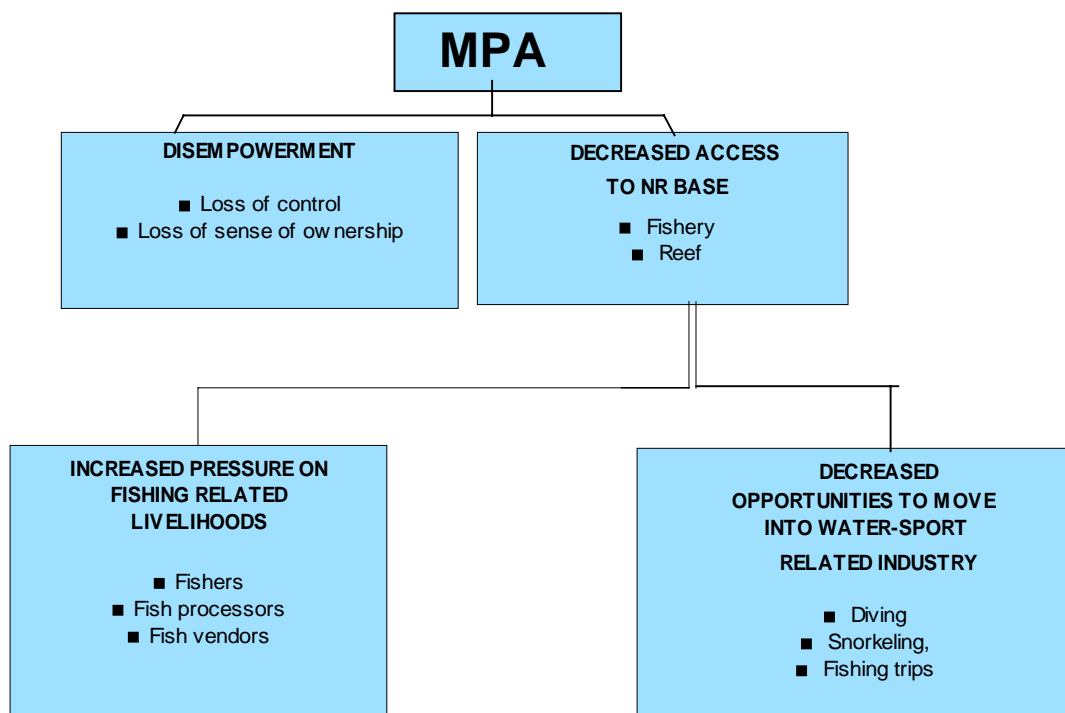 MPA
DISEMPOWERMENT
■ Loss of control
■ Loss of sense of ownership
DECREASED ACCESS
TO NR BASE
■ Fishery
■ Reef
INCREASED PRESSURE ON
FISHING RELATED
LIVELIHOODS
■ Fishers
■ Fish processors
■ Fish vendors
DECREASED
OPPORTUNITIES TO MOVE
INTO WATER-SPORT
RELATED INDUSTRY
■ Diving
■ Snorkeling,
■ Fishing trips